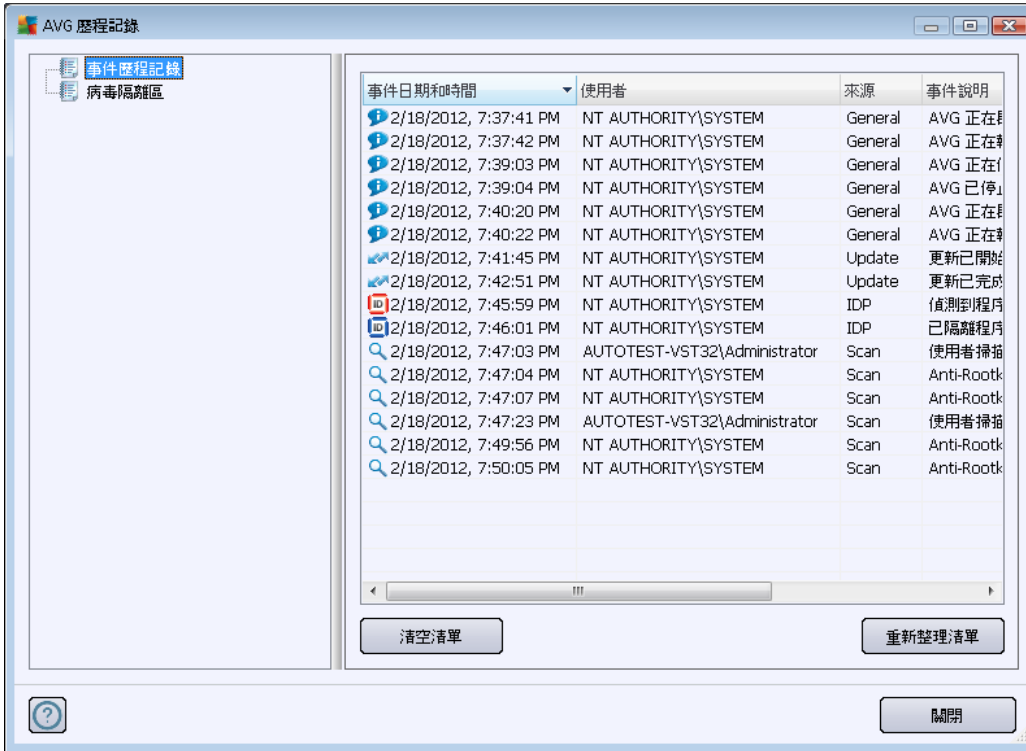 AVG 歷程記錄
事件歷程記錄
病毒隔離區
事件日期和時間 使用者 來源 事件說明
2/18/2012, 7:37:41 PM NT AUTHORITY\SYSTEM General AVG 正在
2/18/2012, 7:37:42 PM NT AUTHORITY\SYSTEM General AVG 正在
2/18/2012, 7:39:03 PM NT AUTHORITY\SYSTEM General AVG 正在
2/18/2012, 7:39:04 PM NT AUTHORITY\SYSTEM General AVG 已停
2/18/2012, 7:40:20 PM NT AUTHORITY\SYSTEM General AVG 正在
2/18/2012, 7:40:22 PM NT AUTHORITY\SYSTEM General AVG 正在
2/18/2012, 7:41:45 PM NT AUTHORITY\SYSTEM Update 更新已開始
2/18/2012, 7:42:51 PM NT AUTHORITY\SYSTEM Update 更新已完成
ID 2/18/2012, 7:45:59 PM IDP 偵測到程序
ID 2/18/2012, 7:46:01 PM IDP 已隔離程序
2/18/2012, 7:47:03 PM AUTOTEST-VST32\Administrator Scan 使用者掃描
2/18/2012, 7:47:04 PM NT AUTHORITY\SYSTEM Scan Anti-Rootk
2/18/2012, 7:47:07 PM NT AUTHORITY\SYSTEM Scan Anti-Rootk
2/18/2012, 7:47:23 PM AUTOTEST-VST32\Administrator Scan 使用者掃描
2/18/2012, 7:49:56 PM NT AUTHORITY\SYSTEM Scan Anti-Rootk
2/18/2012, 7:50:05 PM NT AUTHORITY\SYSTEM Scan Anti-Rootk
清空清單 重新整理清單
關閉